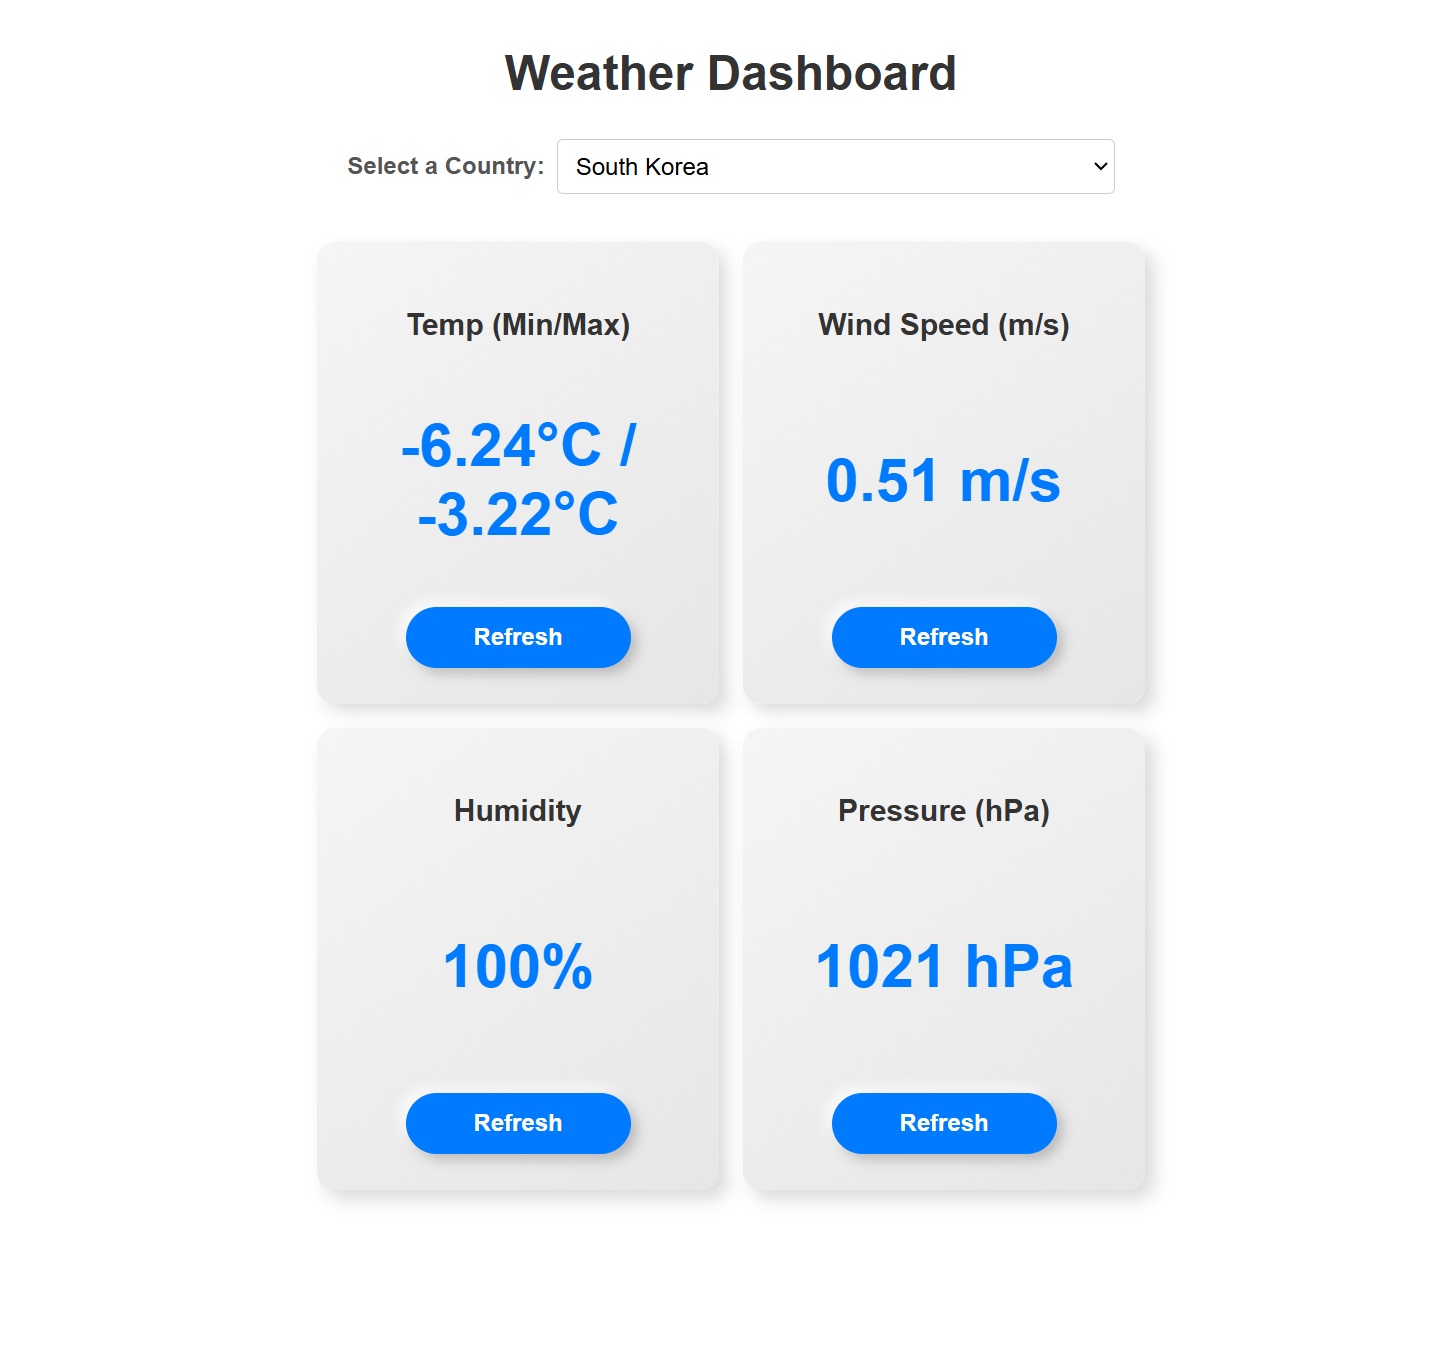 Weather Dashboard
Select a Country:
South Korea
Temp (Min/Max)
-6.24°C /
-3.22°C
Refresh
Wind Speed (m/s)
0.51 m/s
Refresh
Humidity
100%
Refresh
Pressure (hPa)
1021 hPa
Refresh